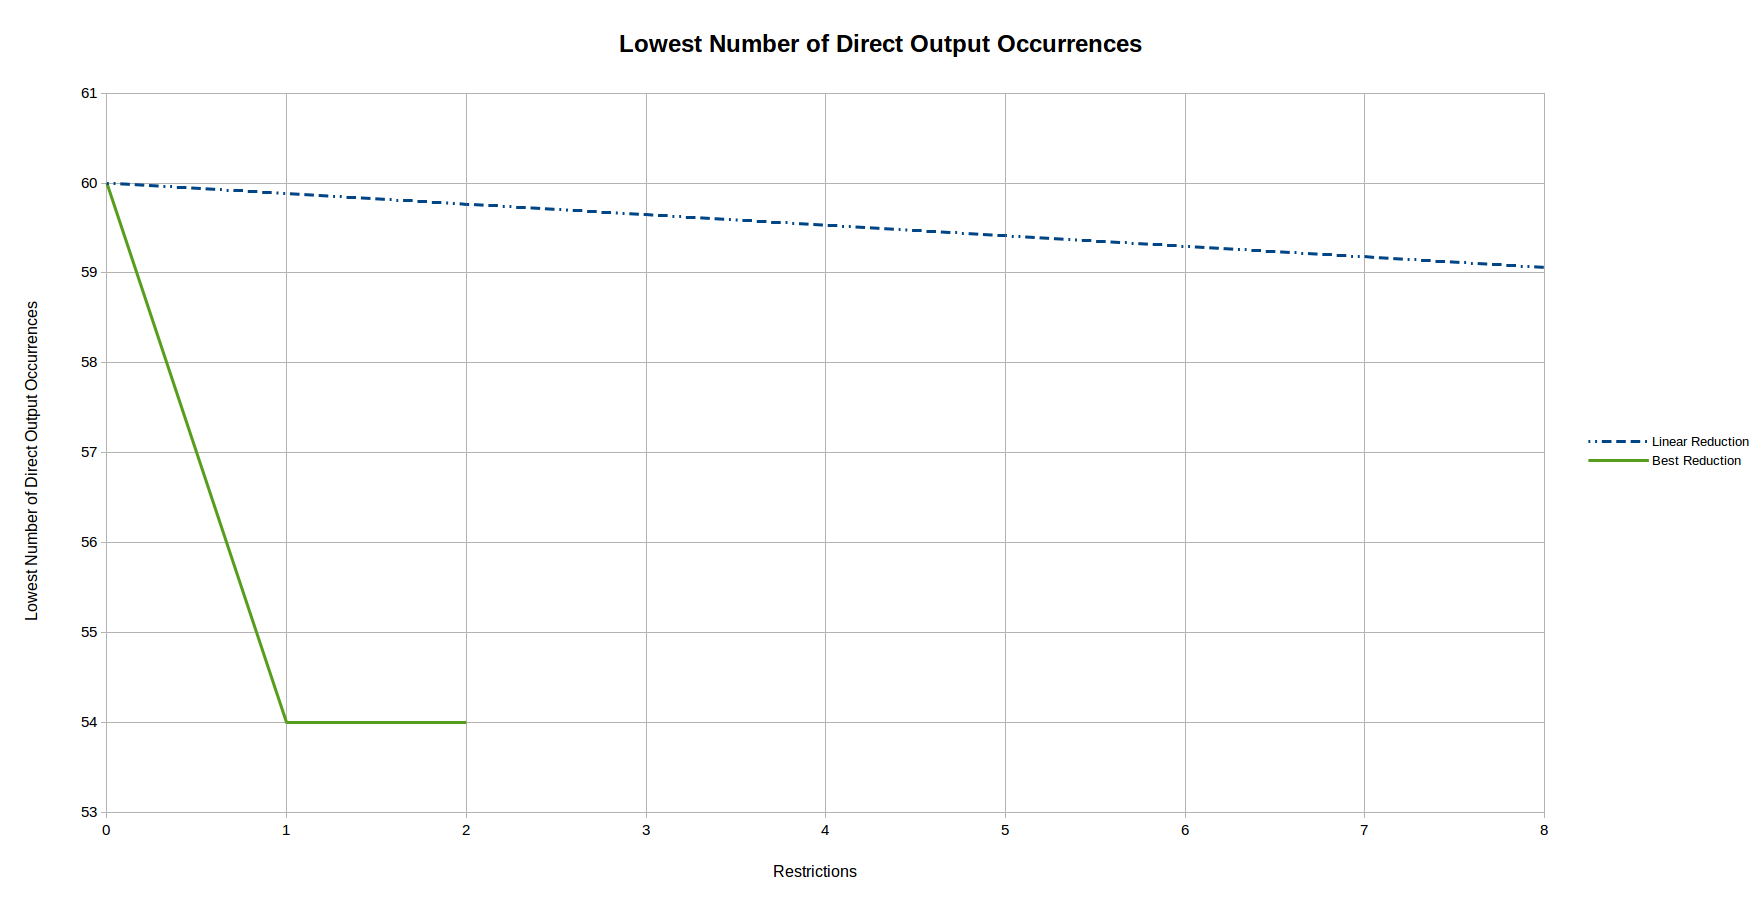 Lowest Number of Direct Output Occurrences
Lowest Number of Direct Output Occurrences
61
60
59
58
57
56
55
54
53
0 1 2 3 4 5 6 7 8
Restrictions
Linear Reduction
Best Reduction